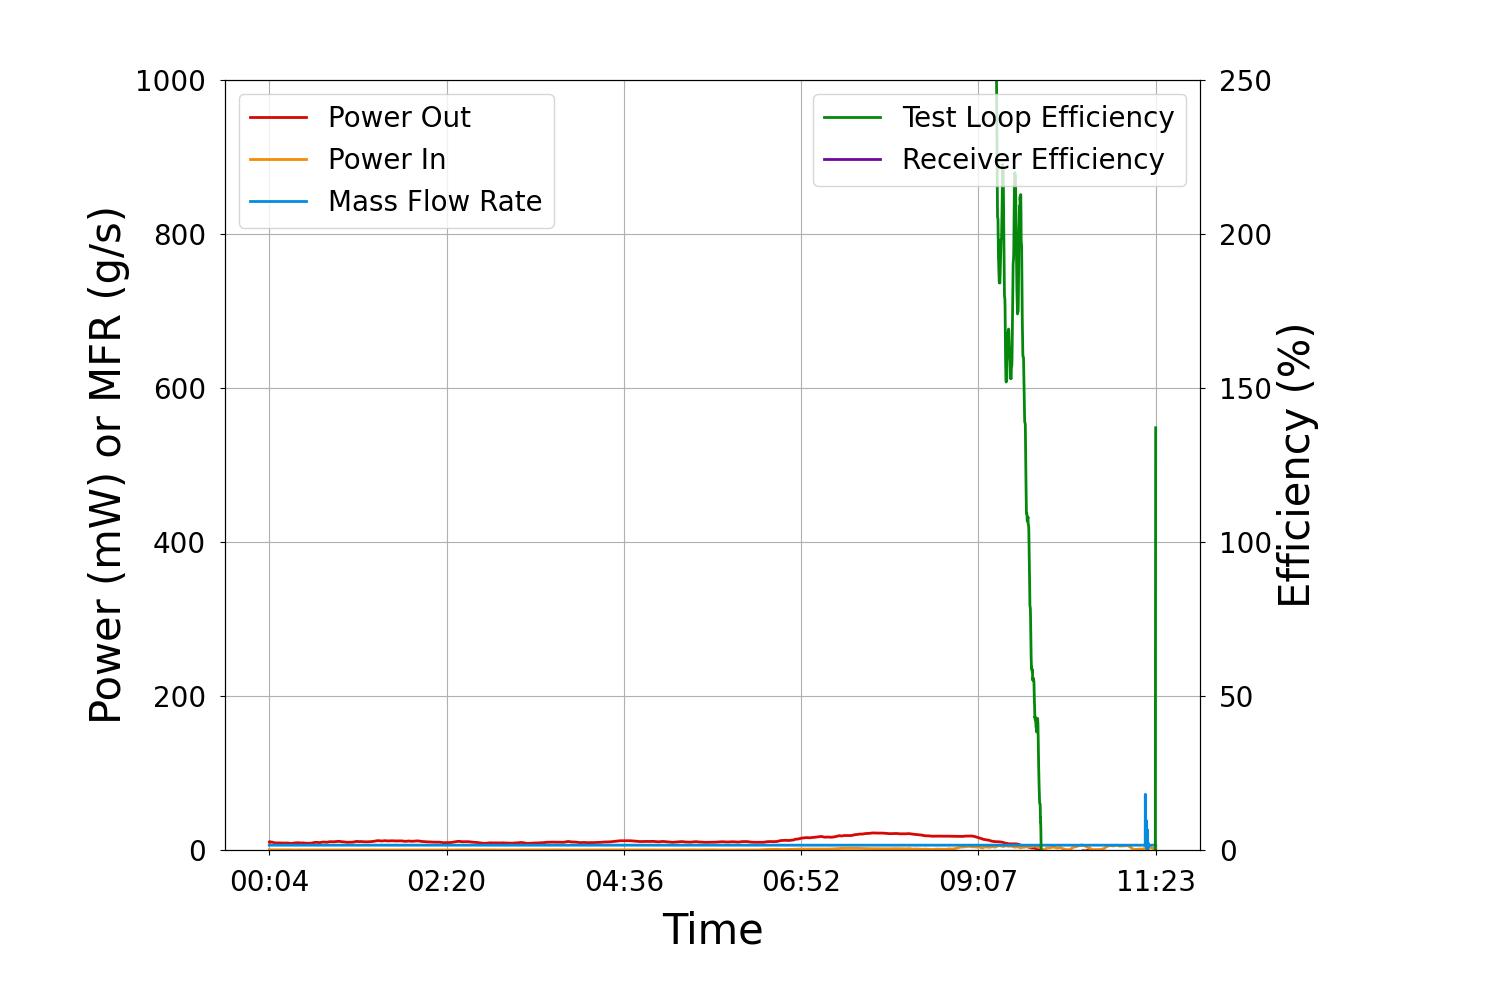 1000
800
600
400
200
0
Power (mW) or MFR (g/s)
Power Out
Power In
Mass Flow Rate
Test Loop Efficiency
Receiver Efficiency
250
200
150
100
50
0
Efficiency (%)
00:04 02:20 04:36 06:52 09:07 11:23
Time